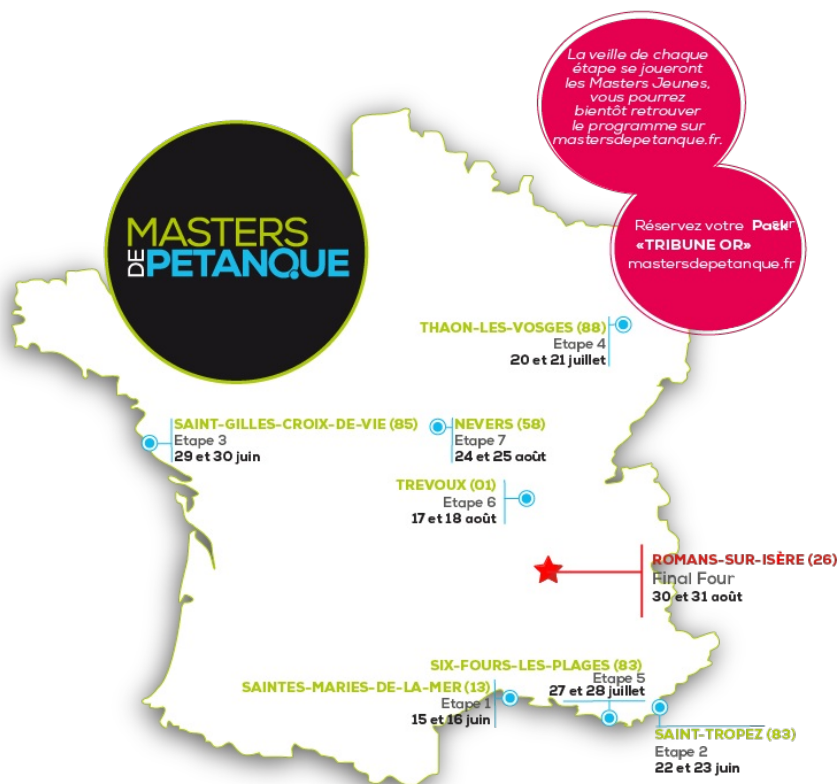 La veille de chaque
étape se joueront
les Masters Jeunes,
vous pourrez
bientôt retrouver
le programme sur
mastersdepetanque.fr.
MASTERS
DE PETANQUE
Réservez votre Pack sur
«TRIBUNE OR»
mastersdepetanque.fr
THAON-LES-VOSGES (88)
Etape 4
20 et 21 juillet
SAINT-GILLES-CROIX-DE-VIE (85)
Etape 3
29 et 30 juin
NEVERS (58)
Etape 7
24 et 25 août
TREVOUX (01)
Etape 6
17 et 18 août
ROMANS-SUR-ISÈRE (26)
Final Four
30 et 31 août
SIX-FOURS-LES-PLAGES (83)
Etape 5
27 et 28 juillet
SAINTES-MARIES-DE-LA-MER (13)
Etape 1
15 et 16 juin
SAINT-TROPEZ (83)
Etape 2
22 et 23 juin